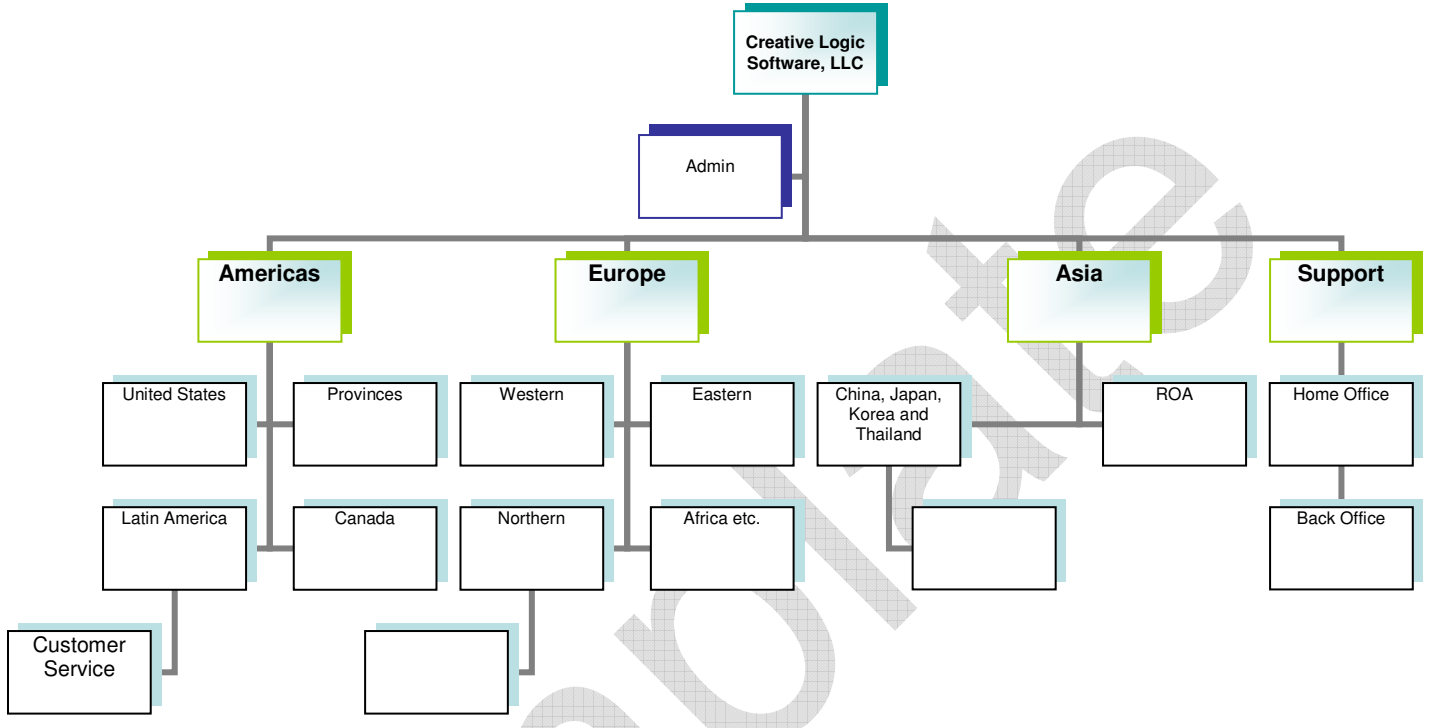 Creative Logic
Software, LLC
Admin
Americas
Europe
Asia
Support
United States
Provinces
Western
Eastern
China, Japan,
Korea and
Thailand
ROA
Home Office
Latin America
Canada
Northern
Africa etc.
Back Office
Customer
Service